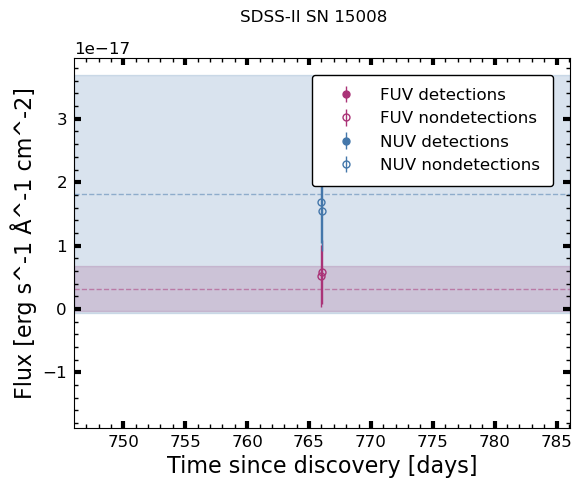 SDSS-II SN 15008
1e−17
FUV detections
FUV nondetections
NUV detections
NUV nondetections
3
2
1
0
−1
Flux [erg s^-1 Å^-1 cm^-2]
750 755 760 765 770 775 780 785
Time since discovery [days]